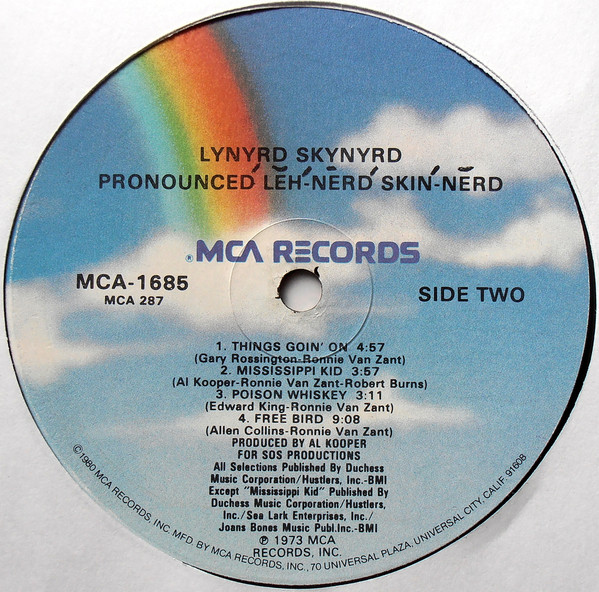 LYNYRD SKYNYRD
PRONOUNCED LĔH'-NĒRD SKIN'-NĒRD
® MCA RECORDS
MCA-1685
MCA 287
SIDE TWO
1. THINGS GOIN' ON 4:57
(Gary Rossington-Ronnie Van Zant)
2. MISSISSIPPI KID 3:57
(Al Kooper-Ronnie Van Zant-Robert Burns)
3. POISON WHISKEY 3:11
(Edward King-Ronnie Van Zant)
4. FREE BIRD 9:08
(Allen Collins-Ronnie Van Zant)
PRODUCED BY AL KOOPER
FOR SOS PRODUCTIONS
All Selections Published By Duchess
Music Corporation/Hustlers, Inc.-BMI
Except "Mississippi Kid" Published By
Duchess Music Corporation/Hustlers,
Inc./Sea Lark Enterprises, Inc./
Joans Bones Music Publ.Inc.-BMI
℗ 1973 MCA
RECORDS, INC.
©1980 MCA RECORDS, INC. MFD. BY MCA RECORDS, INC., 70 UNIVERSAL PLAZA, UNIVERSAL CITY, CALIF. 91608